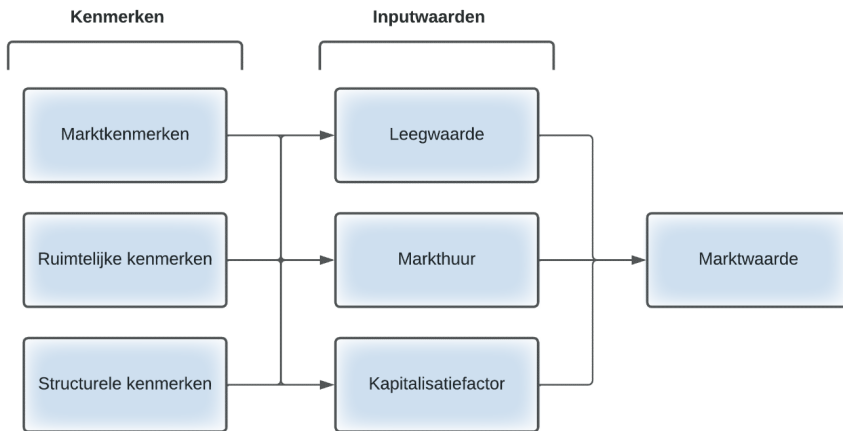 Kenmerken
Inputwaarden
Marktkenmerken
Leegwaarde
Ruimtelijke kenmerken
Markthuur
Marktwaarde
Structurele kenmerken
Kapitalisatiefactor